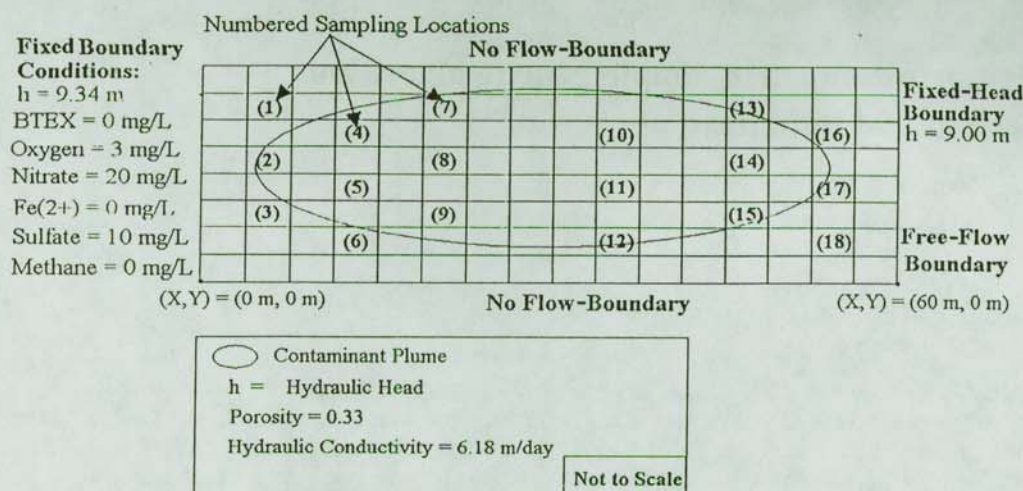 Numbered Sampling Locations
Fixed Boundary
Conditions:
h = 9.34 m
BTEX = 0 mg/L
Oxygen = 3 mg/L
Nitrate = 20 mg/L
Fe(2+) = 0 mg/L
Sulfate = 10 mg/L
Methane = 0 mg/L
No Flow-Boundary
(1) (7) (13)
(4) (10) (16)
(2) (8) (14)
(5) (11) (17)
(3) (9) (15)
(6) (12) (18)
Fixed-Head
Boundary
h = 9.00 m
Free-Flow
Boundary
(X,Y) = (0 m, 0 m)
No Flow-Boundary
(X,Y) = (60 m, 0 m)
Contaminant Plume
h = Hydraulic Head
Porosity = 0.33
Hydraulic Conductivity = 6.18 m/day
Not to Scale